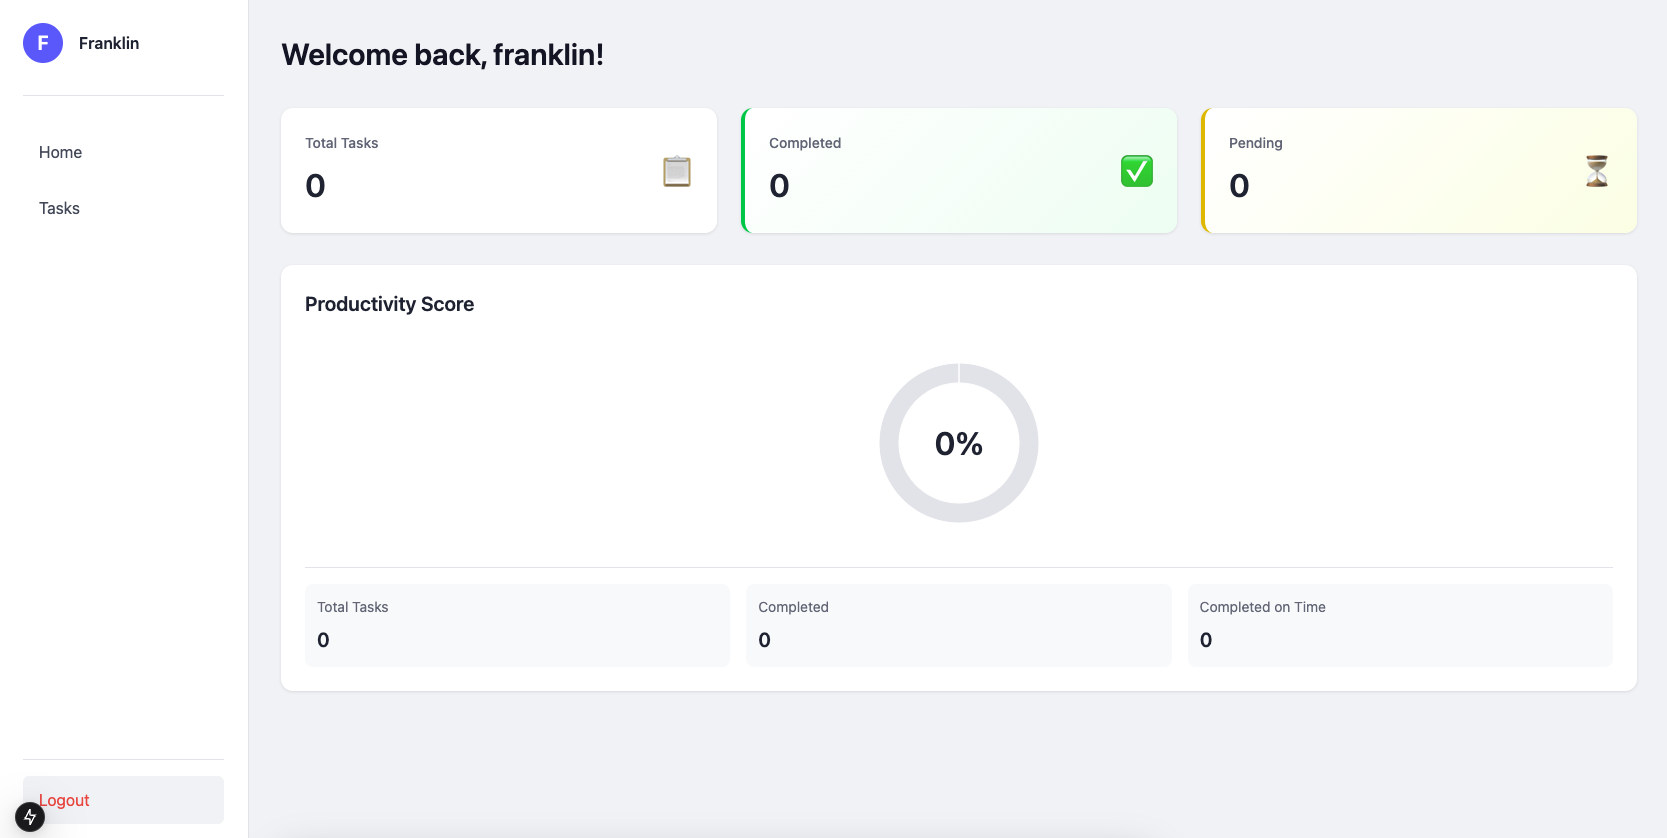 F
Franklin
Home
Tasks
Logout
Welcome back, franklin!
Total Tasks
0
Completed
0
Pending
0
Productivity Score
0%
Total Tasks
0
Completed
0
Completed on Time
0